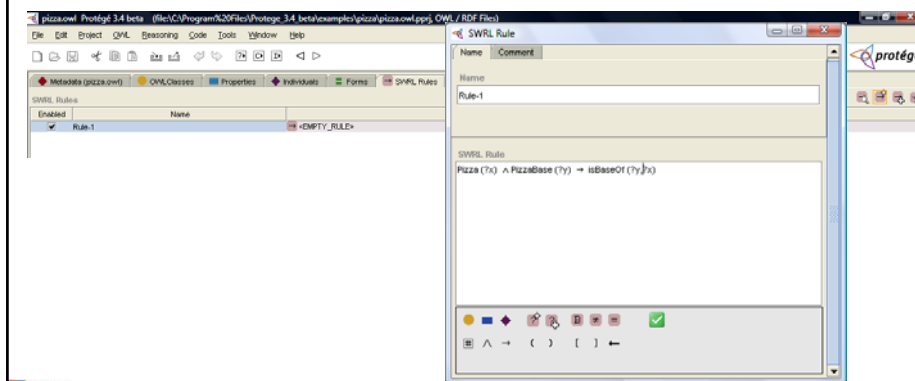 pizza.owl Protégé 3.4 beta (file:\C:\Program%20Files\Protege_3.4_beta\examples\pizza\pizza.owl.pprj, OWL / RDF Files)
File Edit Project OWL Reasoning Code Tools Window Help
Metadata (pizza.owl) OWLClasses Properties Individuals Forms SWRL Rules
SWRL Rules
Enabled Name
Rule-1 <EMPTY_RULE>
SWRL Rule
Name Comment
Name
Rule-1
SWRL Rule
Pizza (?x) ∧ PizzaBase (?y) → isBaseOf (?y,?x)
∧ → ( ) [ ]
protég